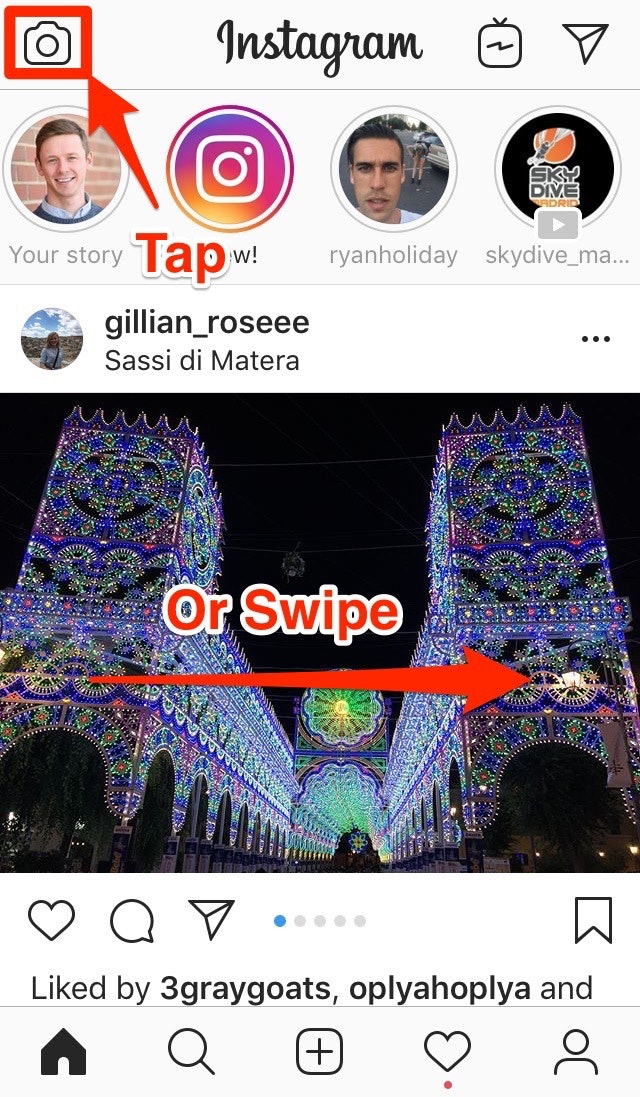 Instagram
Your story
ew!
ryanholiday
skydive_ma...
Tap
SKY
DIVE
MADRID
gillian_roseee
Sassi di Matera
Or Swipe
Liked by 3graygoats, oplyahoplya and